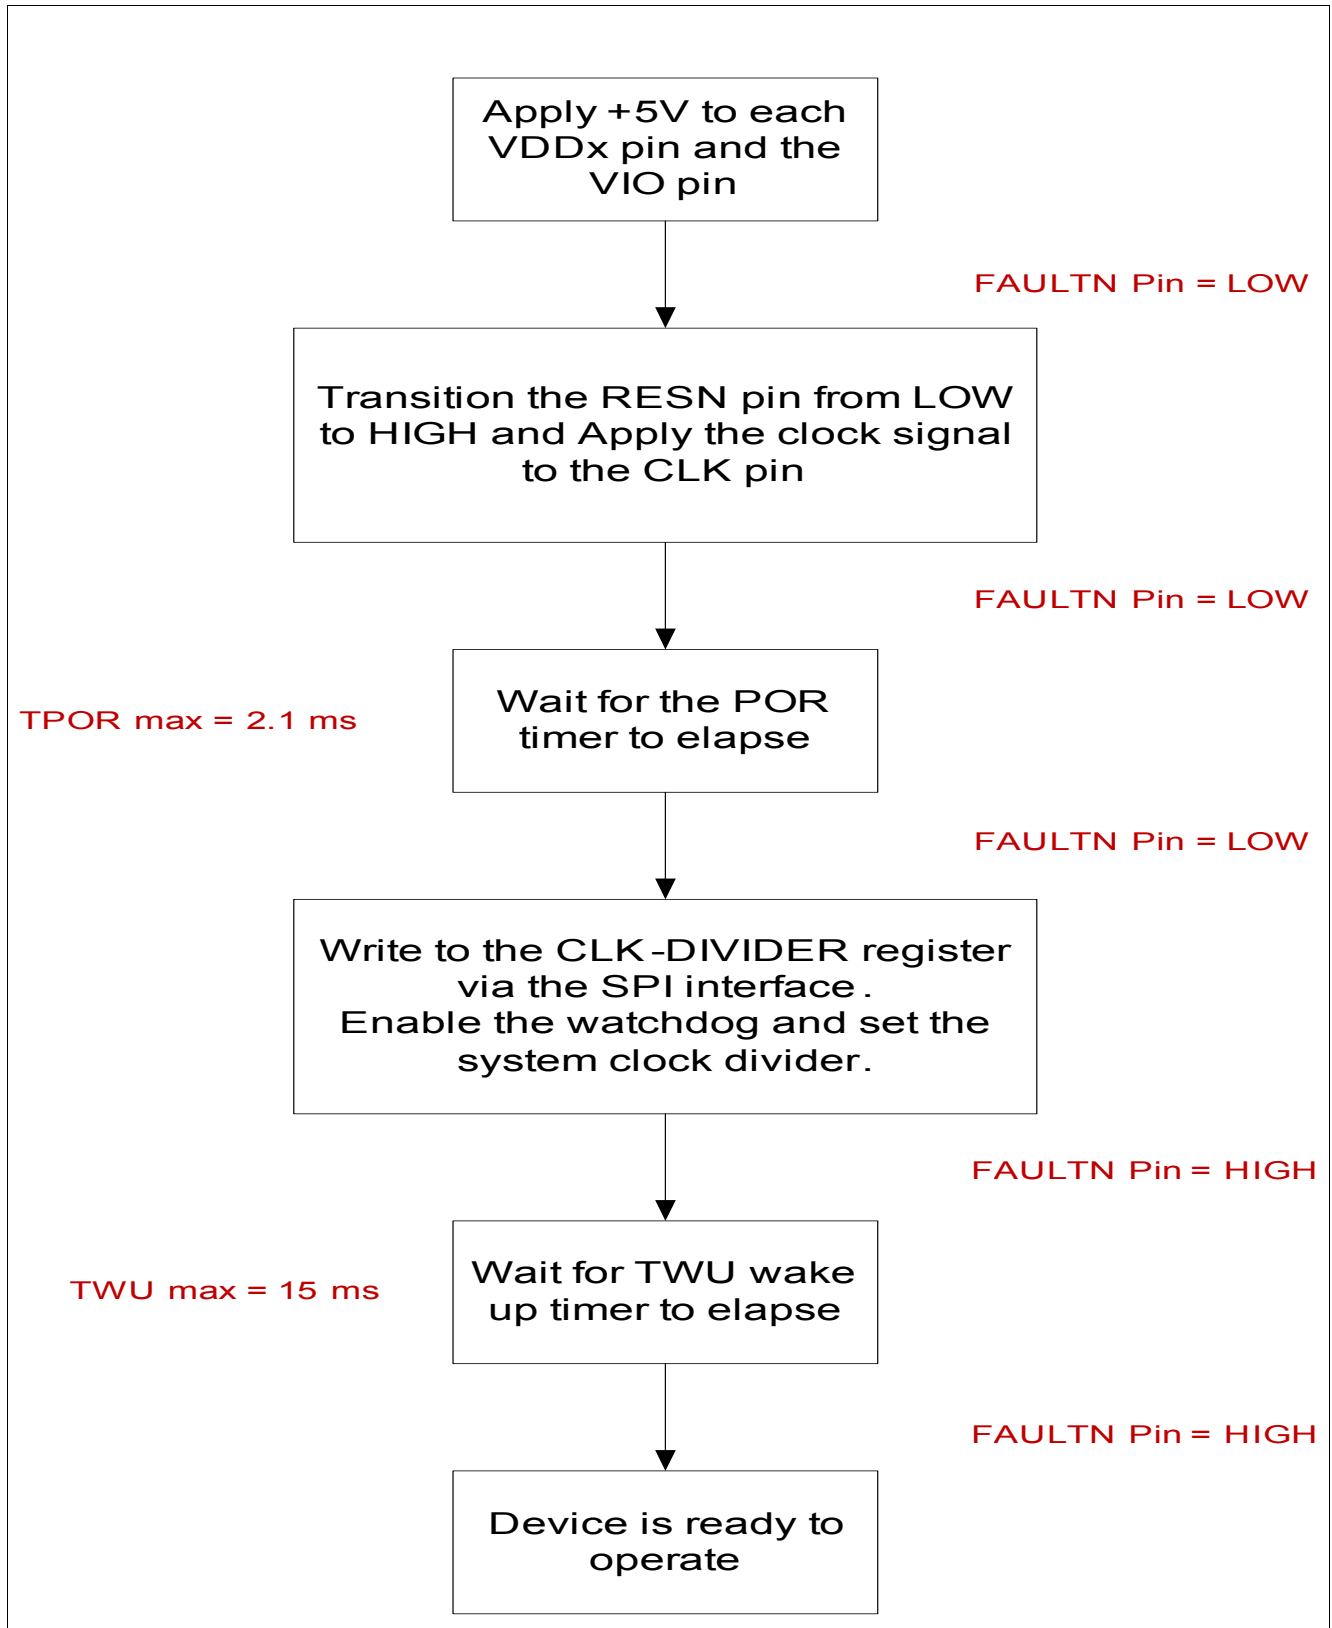 Apply +5V to each
VDDx pin and the
VIO pin
FAULTN Pin = LOW
Transition the RESN pin from LOW
to HIGH and Apply the clock signal
to the CLK pin
FAULTN Pin = LOW
Wait for the POR
timer to elapse
TPOR max = 2.1 ms
FAULTN Pin = LOW
Write to the CLK-DIVIDER register
via the SPI interface.
Enable the watchdog and set the
system clock divider.
FAULTN Pin = HIGH
Wait for TWU wake
up timer to elapse
TWU max = 15 ms
FAULTN Pin = HIGH
Device is ready to
operate